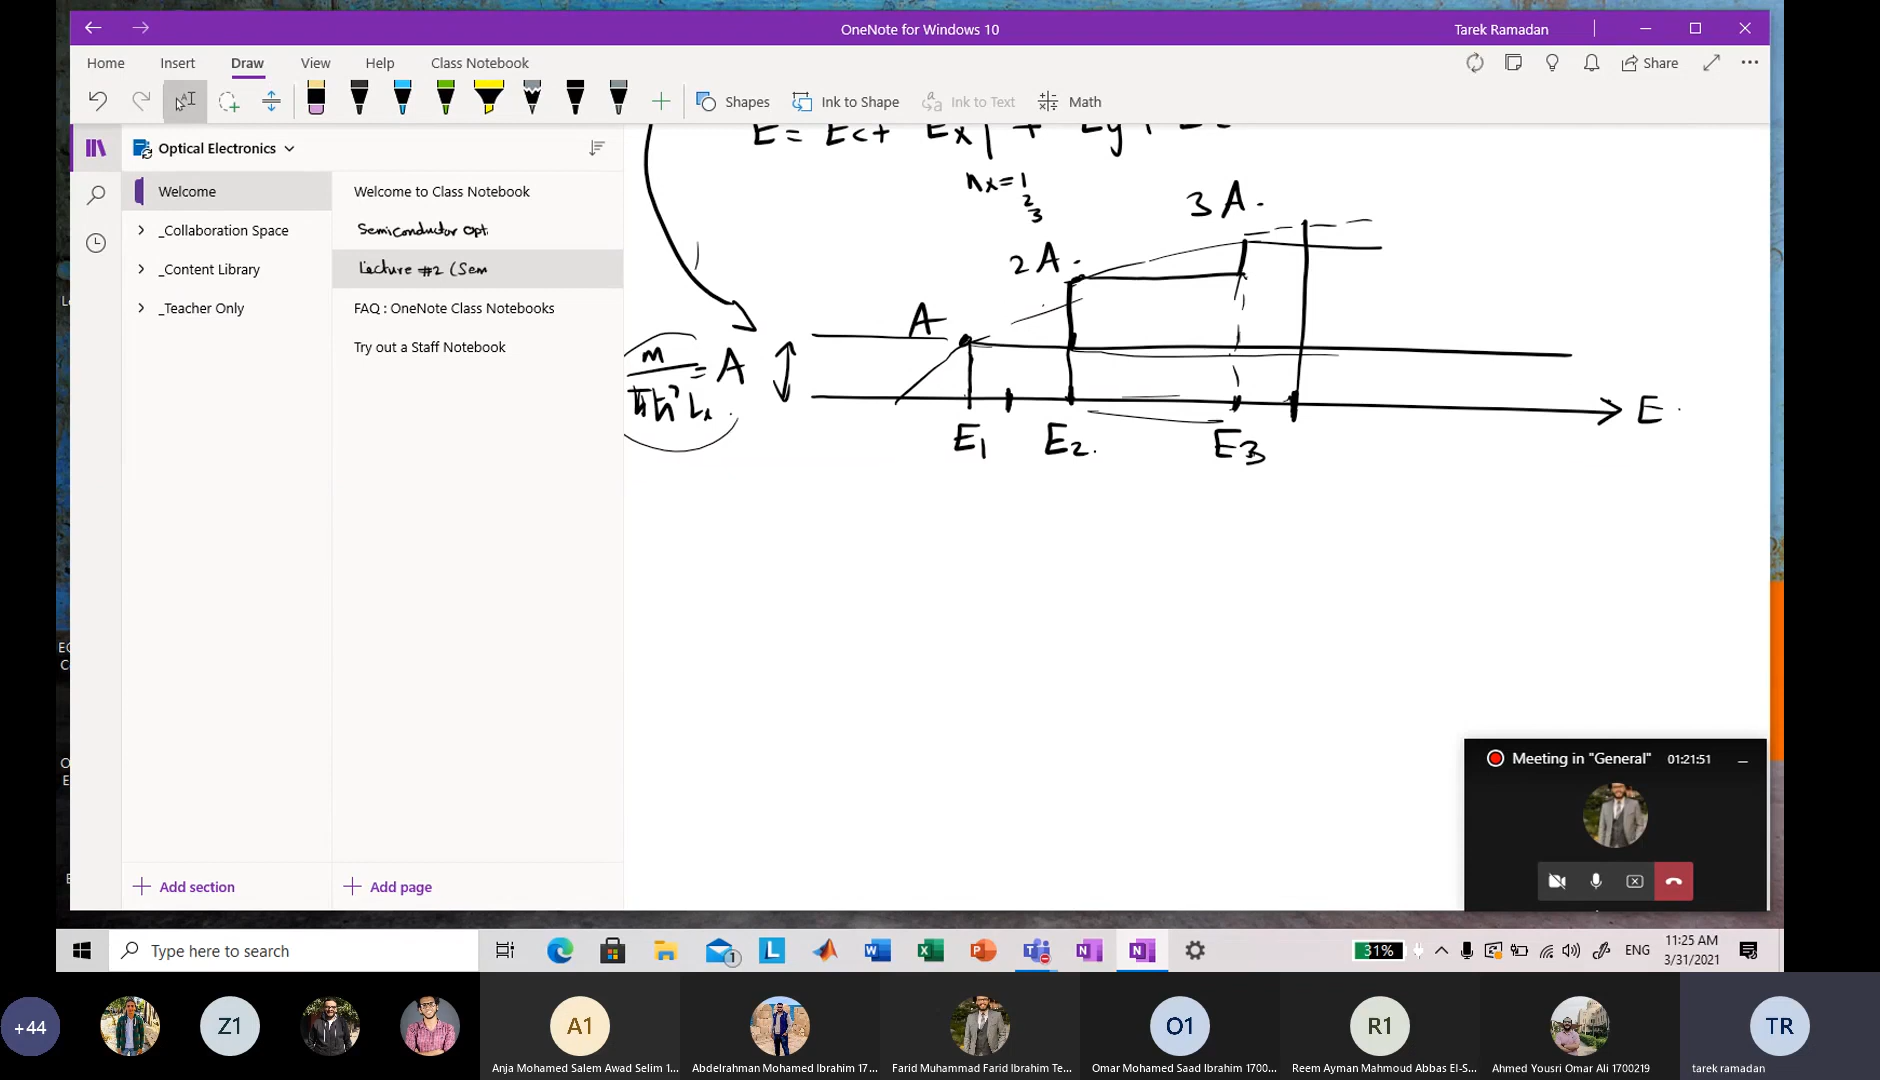 OneNote for Windows 10
Tarek Ramadan
Home Insert Draw View Help Class Notebook
Share
Shapes Ink to Shape Ink to Text Math
Optical Electronics
Welcome
_Collaboration Space
_Content Library
_Teacher Only
Welcome to Class Notebook
Semiconductor Opti
Lecture #2 (Sem
FAQ : OneNote Class Notebooks
Try out a Staff Notebook
Add section
Add page
nx=1
2
3
3 A.
2 A.
A
= A
E
E1 E2. E3
Meeting in "General" 01:21:51
Type here to search
1
31%
ENG
11:25 AM
3/31/2021
+44
Z1
A1
O1
R1
TR
Anja Mohamed Salem Awad Selim 1...
Abdelrahman Mohamed Ibrahim 17...
Farid Muhammad Farid Ibrahim Te...
Omar Mohamed Saad Ibrahim 1700...
Reem Ayman Mahmoud Abbas El-S...
Ahmed Yousri Omar Ali 1700219
tarek ramadan